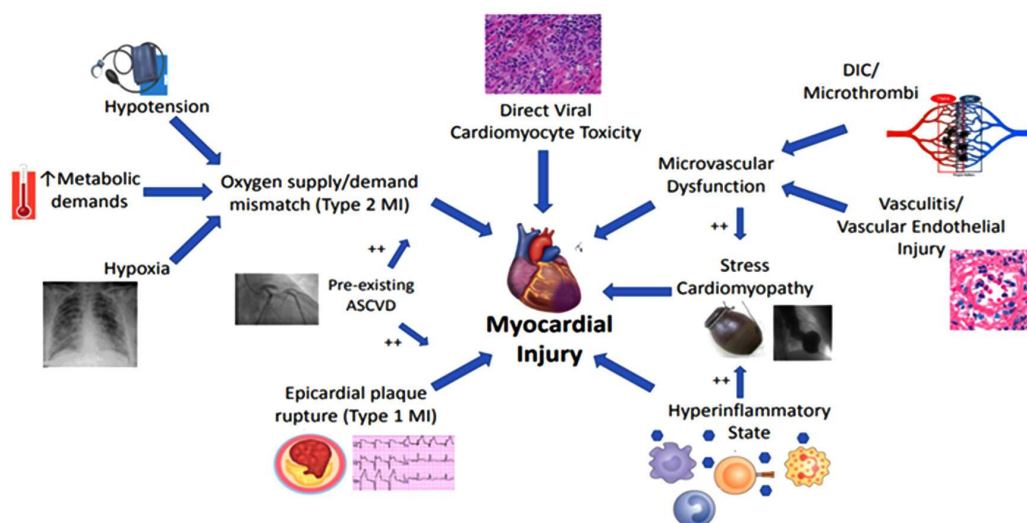 Hypotension
↑Metabolic
demands
Hypoxia
Oxygen supply/demand
mismatch (Type 2 MI)
++
Pre-existing
ASCVD
++
Epicardial plaque
rupture (Type 1 MI)
Direct Viral
Cardiomyocyte Toxicity
Myocardial
Injury
DIC/
Microthrombi
Microvascular
Dysfunction
Vasculitis/
Vascular Endothelial
Injury
++
Stress
Cardiomyopathy
++
Hyperinflammatory
State